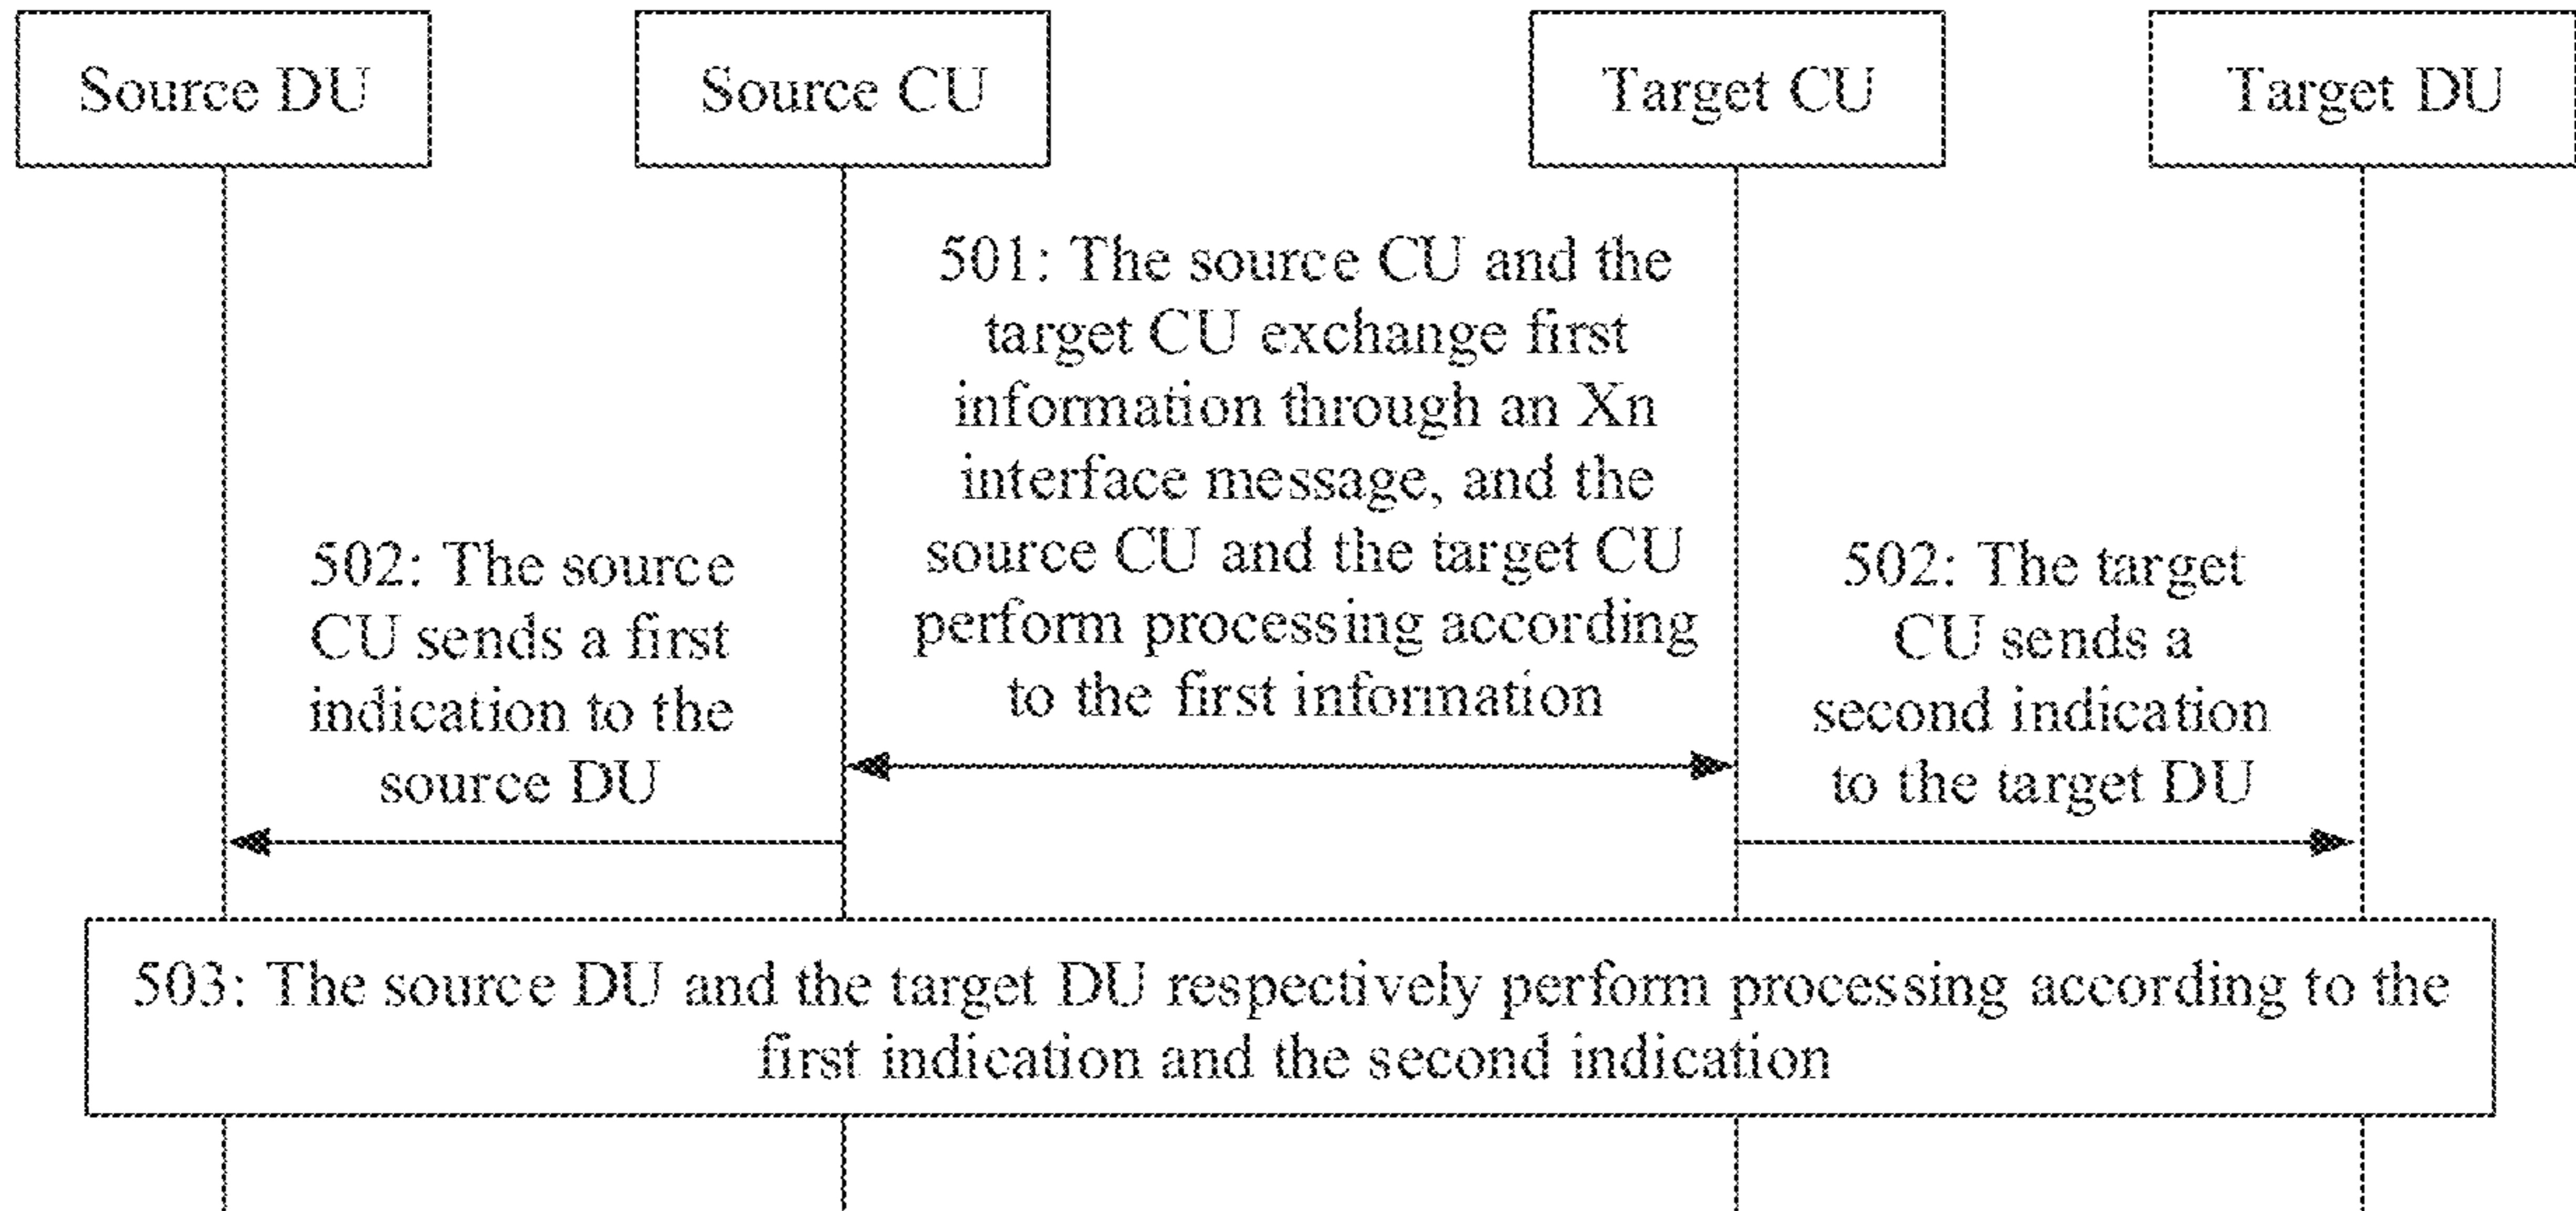 Source DU
Source CU
Target CU
Target DU
501: The source CU and the
target CU exchange first
information through an Xn
interface message, and the
source CU and the target CU
perform processing according
to the first information
502: The source
CU sends a first
indication to the
source DU
502: The target
CU sends a
second indication
to the target DU
503: The source DU and the target DU respectively perform processing according to the
first indication and the second indication